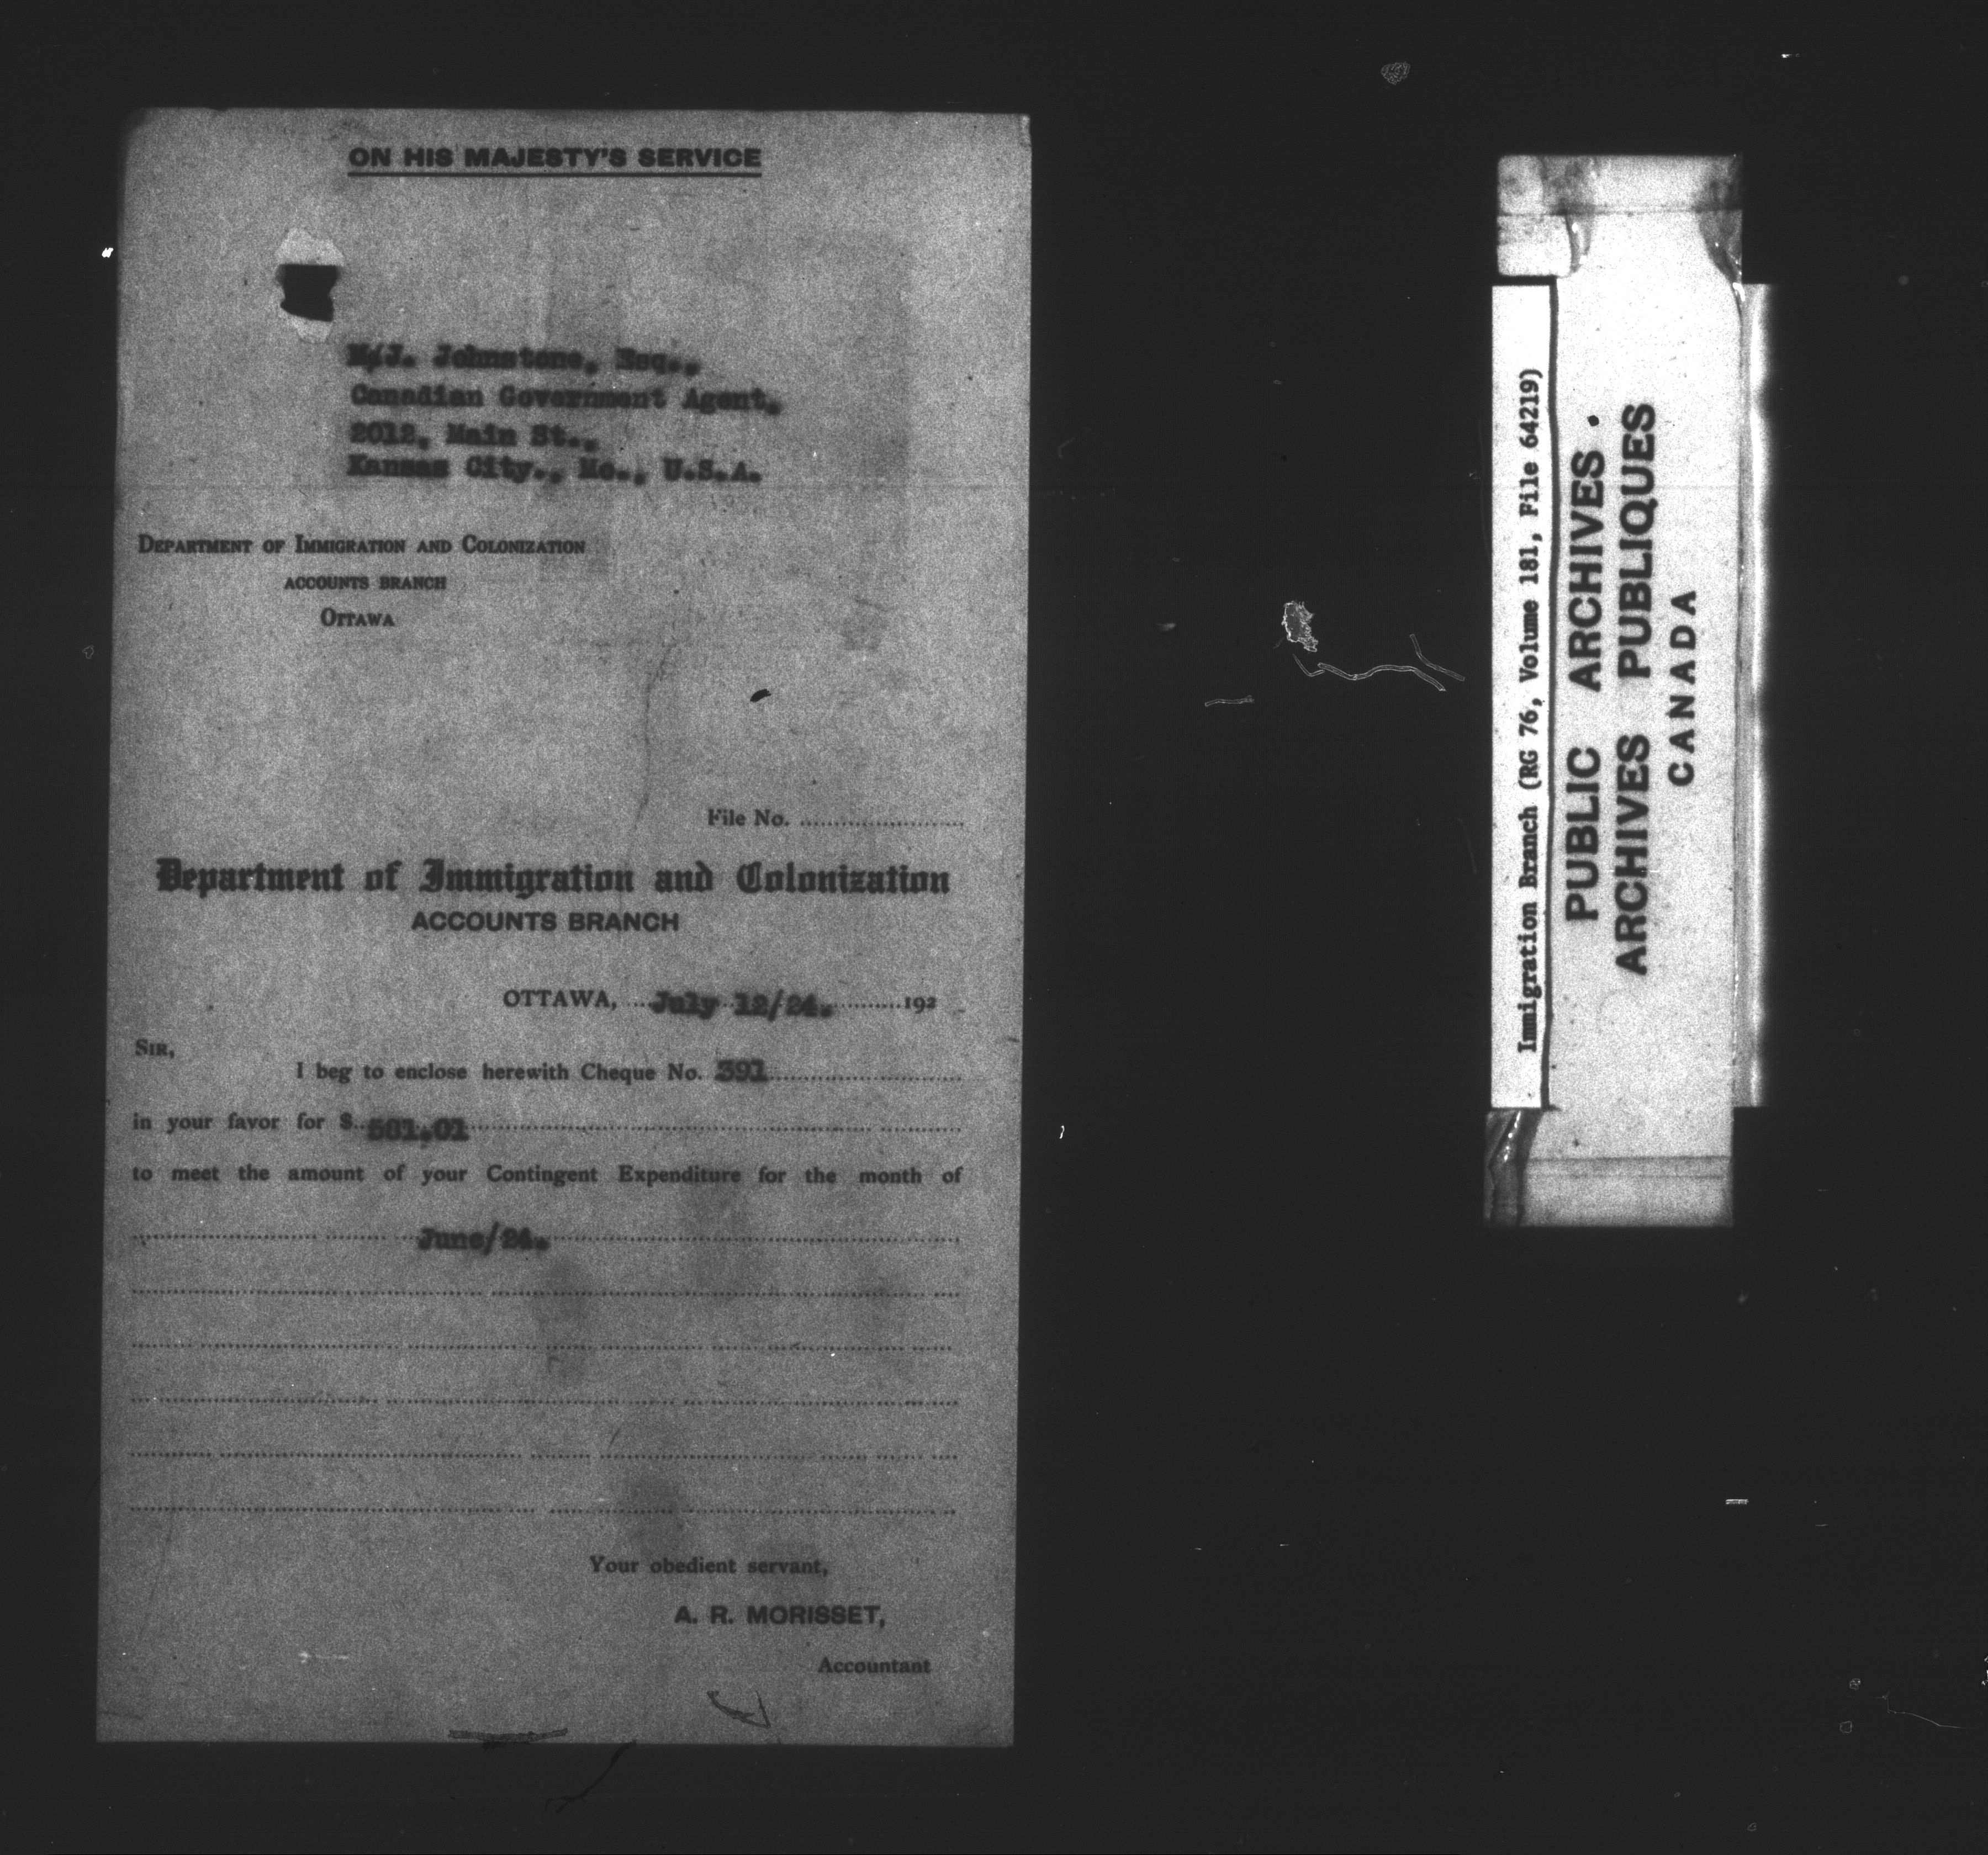 ON HIS MAJESTY'S SERVICE
M/J. Johnstone, Esq.,
Canadian Government Agent,
2012, Main St.,
Kansas City., Mo., U.S.A.
DEPARTMENT OF IMMIGRATION AND COLONIZATION
ACCOUNTS BRANCH
OTTAWA
File No.
Department of Immigration and Colonization
ACCOUNTS BRANCH
OTTAWA, July 12/24. 192
SIR,
I beg to enclose herewith Cheque No. 391
in your favor for $
to meet the amount of your Contingent Expenditure for the month of
June/24.
Your obedient servant,
A. R. MORISSET,
Accountant
Immigration Branch (RG 76, Volume 181, File 64219)
PUBLIC ARCHIVES
ARCHIVES PUBLIQUES
CANADA